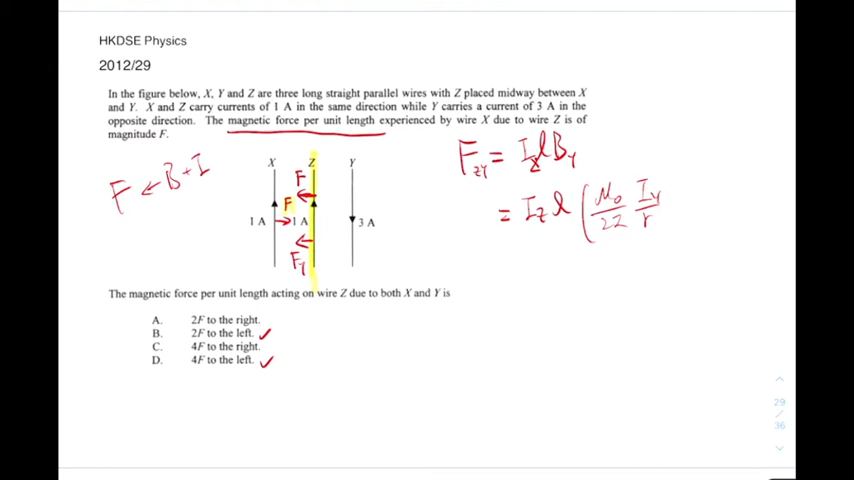 HKDSE Physics
2012/29
In the figure below, X, Y and Z are three long straight parallel wires with Z placed midway between X
and Y. X and Z carry currents of 1 A in the same direction while Y carries a current of 3 A in the
opposite direction. The magnetic force per unit length experienced by wire X due to wire Z is of
magnitude F.
F ← B + I
X Z Y
F
F
1 A 1 A 3 A
F_Y
F_ZY = I_Z l B_Y
= I_Z l ( μ₀/2π I_Y/r
The magnetic force per unit length acting on wire Z due to both X and Y is
A. 2F to the right.
B. 2F to the left. ✓
C. 4F to the right.
D. 4F to the left. ✓
29
/
36